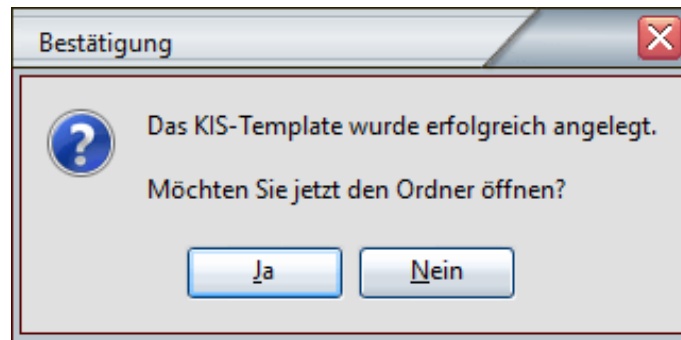 Bestätigung
Das KIS-Template wurde erfolgreich angelegt.
Möchten Sie jetzt den Ordner öffnen?
Ja
Nein